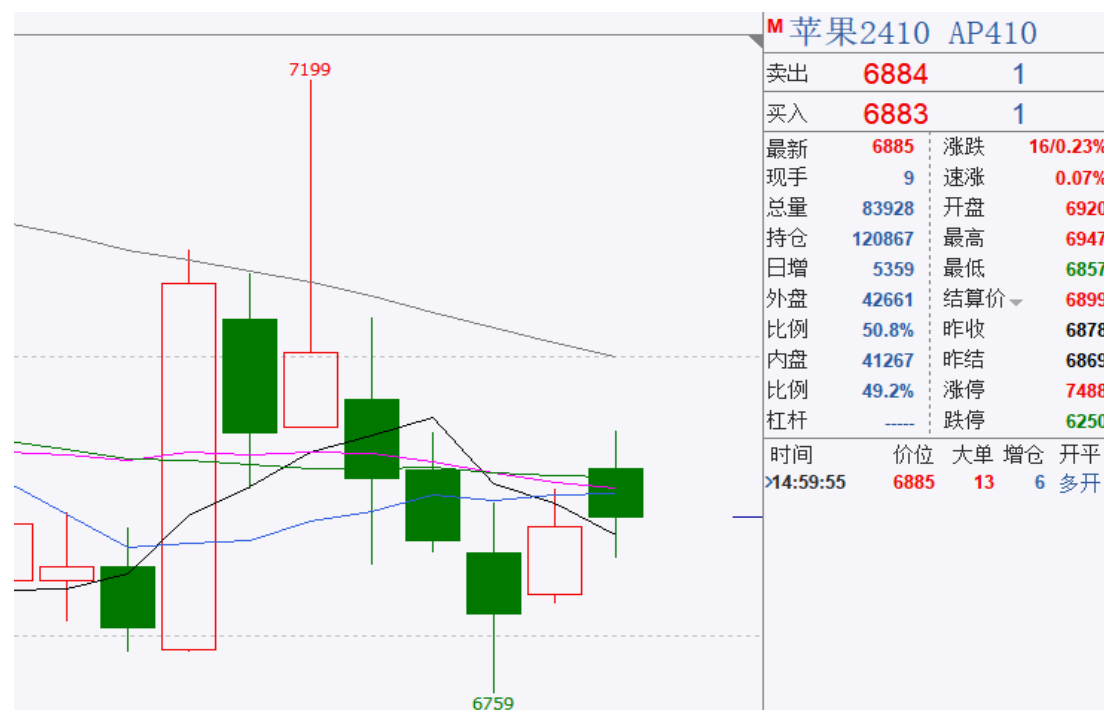 7199
6759
M 苹果2410 AP410
卖出 6884 1
买入 6883 1
最新 6885 涨跌 16/0.23%
现手 9 速涨 0.07%
总量 83928 开盘 6920
持仓 120867 最高 6947
日增 5359 最低 6857
外盘 42661 结算价 6899
比例 50.8% 昨收 6878
内盘 41267 昨结 6869
比例 49.2% 涨停 7488
杠杆 ----- 跌停 6250
时间 价位 大单 增仓 开平
14:59:55 6885 13 6 多开